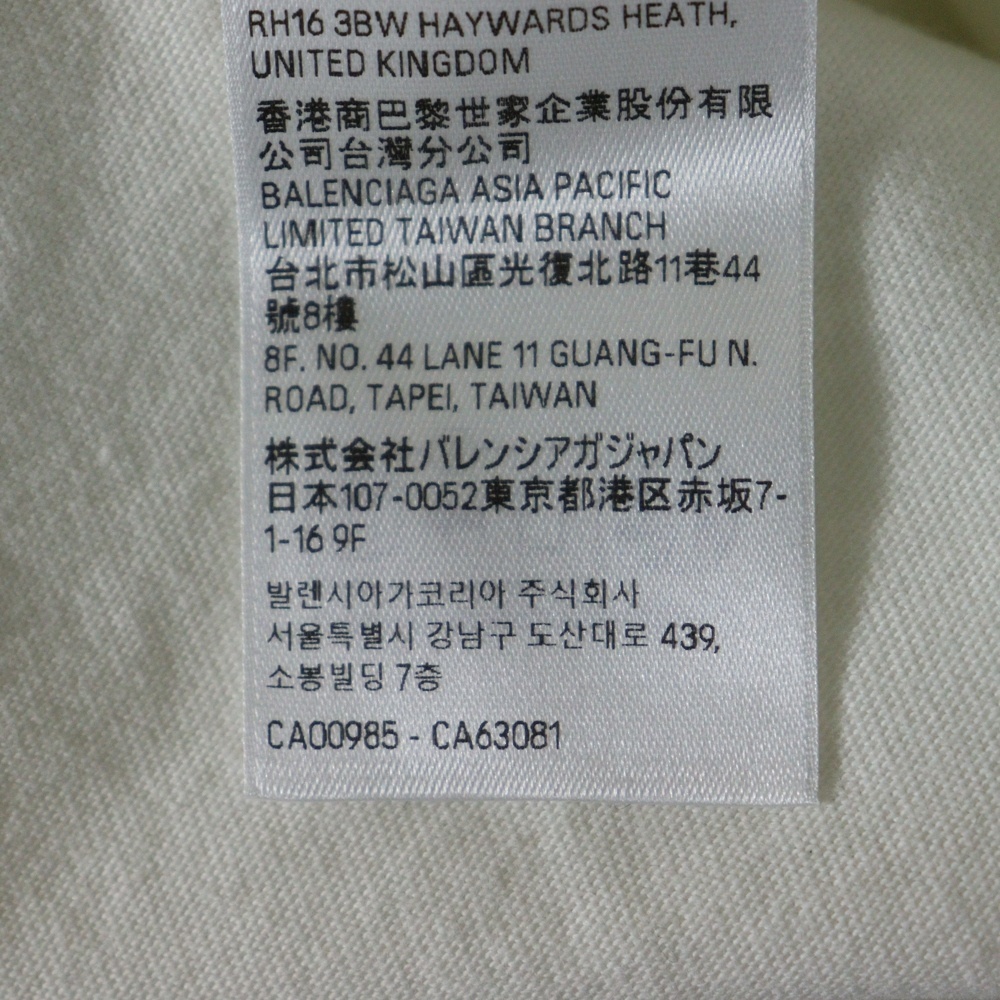 RH16 3BW HAYWARDS HEATH,
UNITED KINGDOM
香港商巴黎世家企業股份有限
公司台灣分公司
BALENCIAGA ASIA PACIFIC
LIMITED TAIWAN BRANCH
台北市松山區光復北路11巷44
號8樓
8F. NO. 44 LANE 11 GUANG-FU N.
ROAD, TAPEI, TAIWAN
株式会社バレンシアガジャパン
日本107-0052東京都港区赤坂7-
1-16 9F
발렌시아가코리아 주식회사
서울특별시 강남구 도산대로 439,
소봉빌딩 7층
CA00985 - CA63081